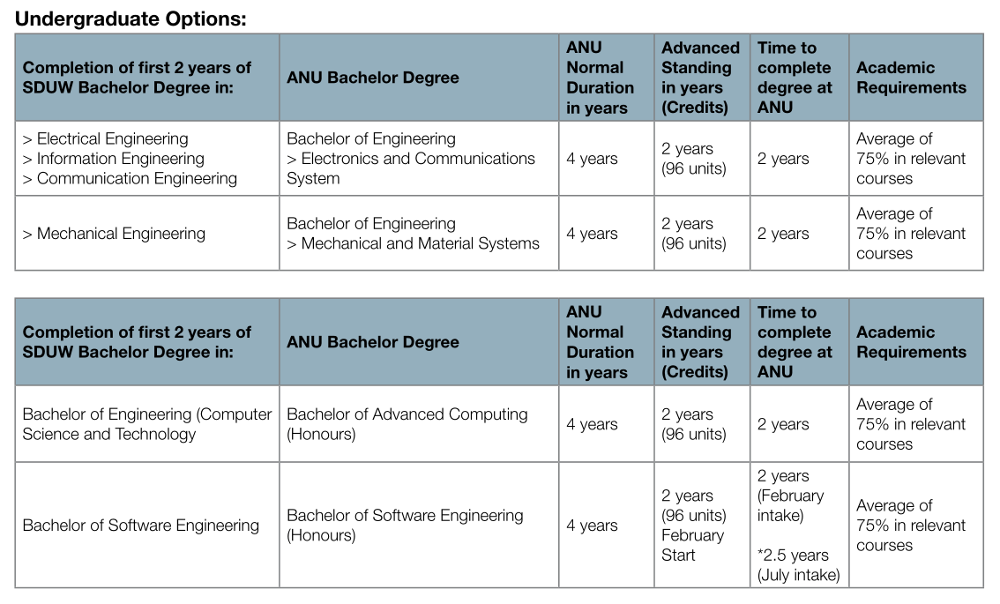 Undergraduate Options:
Completion of first 2 years of
SDUW Bachelor Degree in:
ANU Bachelor Degree
ANU
Normal
Duration
in years
Advanced
Standing
in years
(Credits)
Time to
complete
degree at
ANU
Academic
Requirements
> Electrical Engineering
> Information Engineering
> Communication Engineering
Bachelor of Engineering
> Electronics and Communications
System
4 years
2 years
(96 units)
2 years
Average of
75% in relevant
courses
> Mechanical Engineering
Bachelor of Engineering
> Mechanical and Material Systems
4 years
2 years
(96 units)
2 years
Average of
75% in relevant
courses
Completion of first 2 years of
SDUW Bachelor Degree in:
ANU Bachelor Degree
ANU
Normal
Duration
in years
Advanced
Standing
in years
(Credits)
Time to
complete
degree at
ANU
Academic
Requirements
Bachelor of Engineering (Computer
Science and Technology
Bachelor of Advanced Computing
(Honours)
4 years
2 years
(96 units)
2 years
Average of
75% in relevant
courses
Bachelor of Software Engineering
Bachelor of Software Engineering
(Honours)
4 years
2 years
(96 units)
February
Start
2 years
(February
intake)
*2.5 years
(July intake)
Average of
75% in relevant
courses